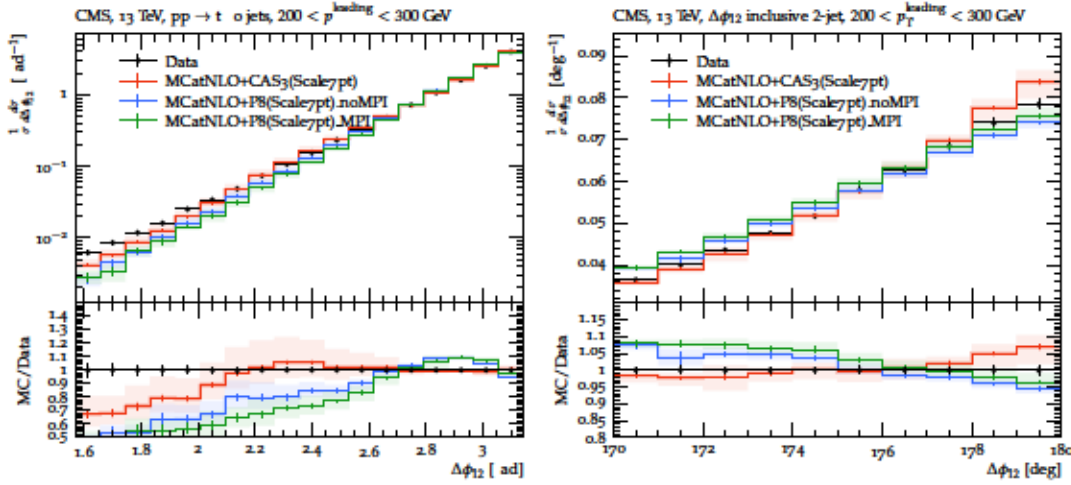 CMS, 13 TeV, pp → t o jets, 200 < p^leading < 300 GeV
1/σ dσ/dΔϕ12 [ ad⁻¹]
Data
MCatNLO+CAS3(Scale7pt)
MCatNLO+P8(Scale7pt).noMPI
MCatNLO+P8(Scale7pt).MPI
1
10⁻¹
10⁻²
MC/Data
1.4
1.3
1.2
1.1
1
0.9
0.8
0.7
0.6
0.5
1.6 1.8 2 2.2 2.4 2.6 2.8 3
Δϕ12 [ ad]
CMS, 13 TeV, Δϕ12 inclusive 2-jet, 200 < pT^leading < 300 GeV
1/σ dσ/dΔϕ12 [deg⁻¹]
Data
MCatNLO+CAS3(Scale7pt)
MCatNLO+P8(Scale7pt).noMPI
MCatNLO+P8(Scale7pt).MPI
0.09
0.08
0.07
0.06
0.05
0.04
MC/Data
1.15
1.1
1.05
1
0.95
0.9
0.85
0.8
170 172 174 176 178 180
Δϕ12 [deg]